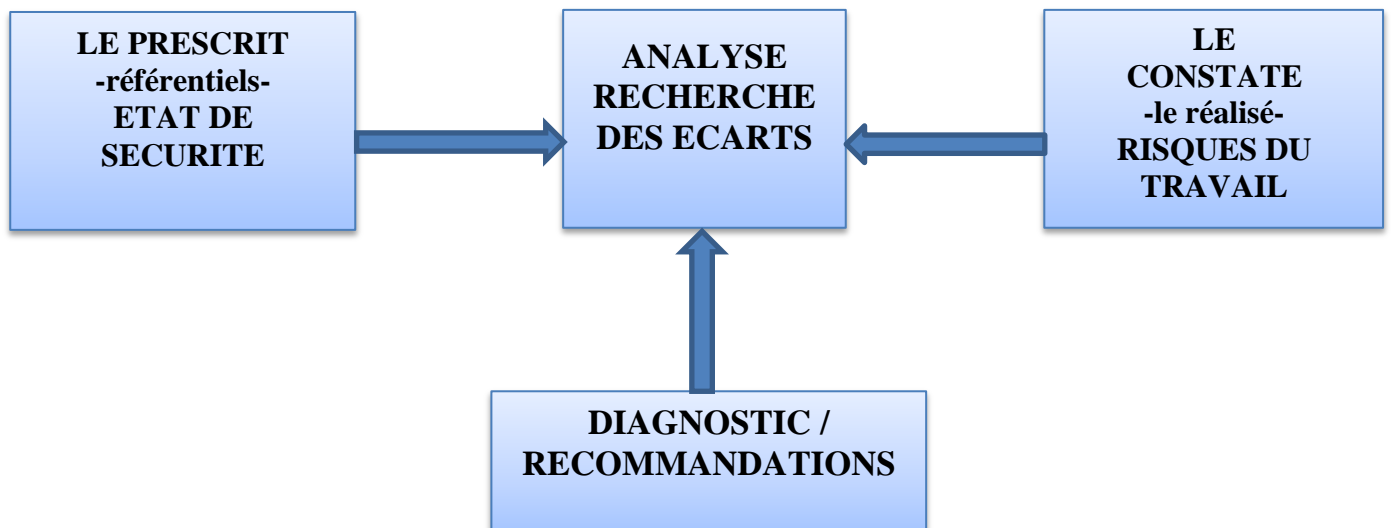 LE PRESCRIT
-référentiels-
ETAT DE
SECURITE
ANALYSE
RECHERCHE
DES ECARTS
LE
CONSTATE
-le réalisé-
RISQUES DU
TRAVAIL
DIAGNOSTIC /
RECOMMANDATIONS